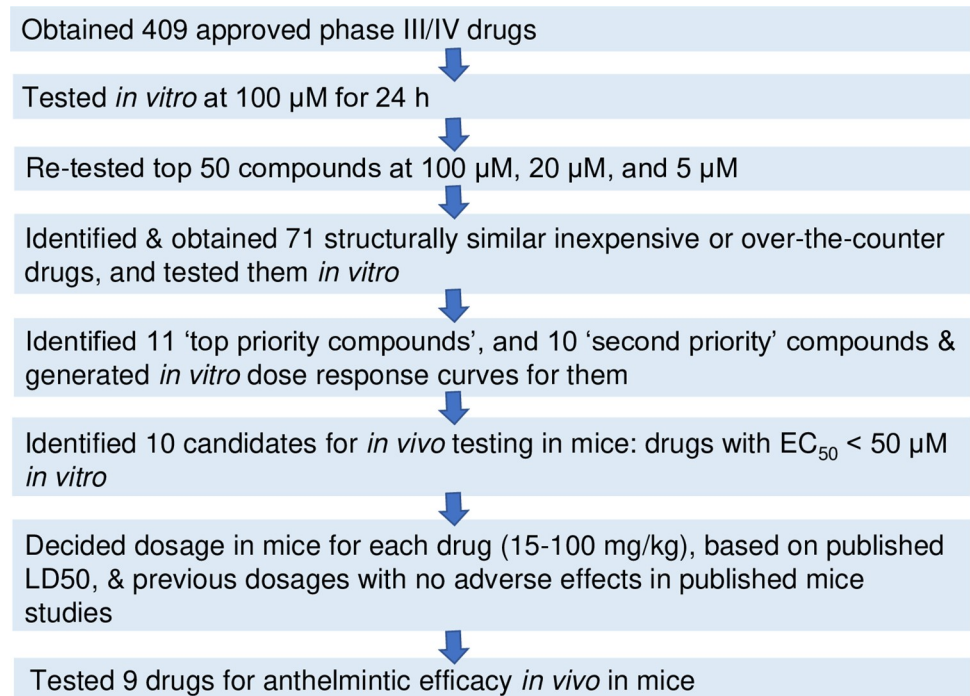 Obtained 409 approved phase III/IV drugs
Tested in vitro at 100 µM for 24 h
Re-tested top 50 compounds at 100 µM, 20 µM, and 5 µM
Identified & obtained 71 structurally similar inexpensive or over-the-counter
drugs, and tested them in vitro
Identified 11 ‘top priority compounds’, and 10 ‘second priority’ compounds &
generated in vitro dose response curves for them
Identified 10 candidates for in vivo testing in mice: drugs with EC50 < 50 µM
in vitro
Decided dosage in mice for each drug (15-100 mg/kg), based on published
LD50, & previous dosages with no adverse effects in published mice
studies
Tested 9 drugs for anthelmintic efficacy in vivo in mice